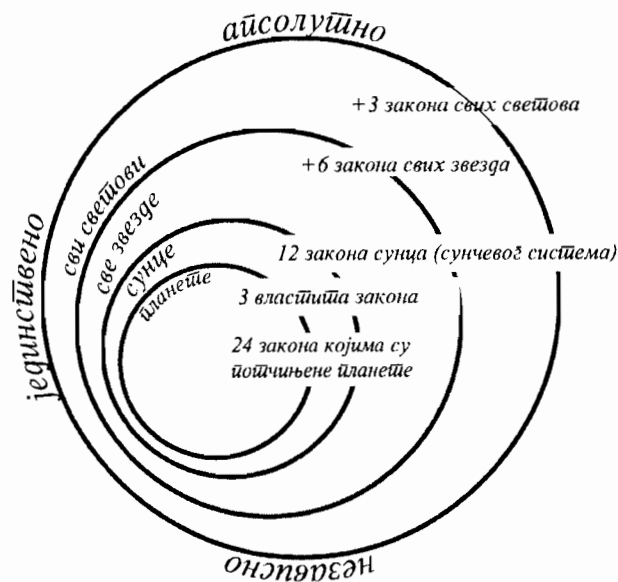 апсолутно
+3 закона свих светова
+6 закона свих звезда
сви светови
све звезде
јединствено
12 закона сунца (сунчевог система)
сунце
планете
3 властита закона
24 закона којима су
потчињене планете
независно